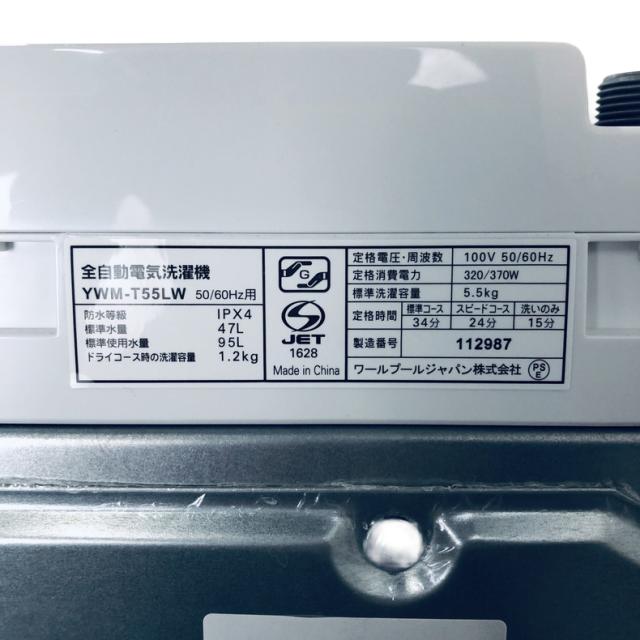 全自動電気洗濯機
YWM-T55LW 50/60Hz用
防水等級 IPX4
標準水量 47L
標準使用水量 95L
ドライコース時の洗濯容量 1.2kg
G
JET
1628
Made in China
定格電圧・周波数 100V 50/60Hz
定格消費電力 320/370W
標準洗濯容量 5.5kg
定格時間 標準コース スピードコース 洗いのみ
34分 24分 15分
製造番号 112987
ワールプールジャパン株式会社 PSE